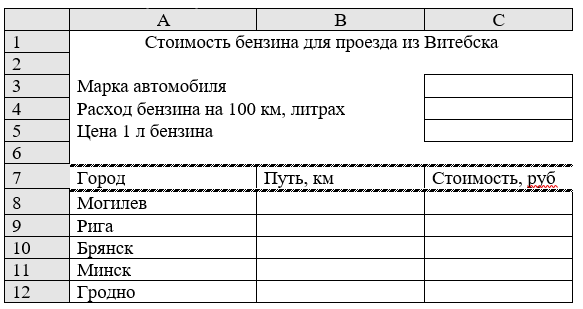 A B C
1 Стоимость бензина для проезда из Витебска
2
3 Марка автомобиля
4 Расход бензина на 100 км, литрах
5 Цена 1 л бензина
6
7 Город Путь, км Стоимость, руб
8 Могилев
9 Рига
10 Брянск
11 Минск
12 Гродно